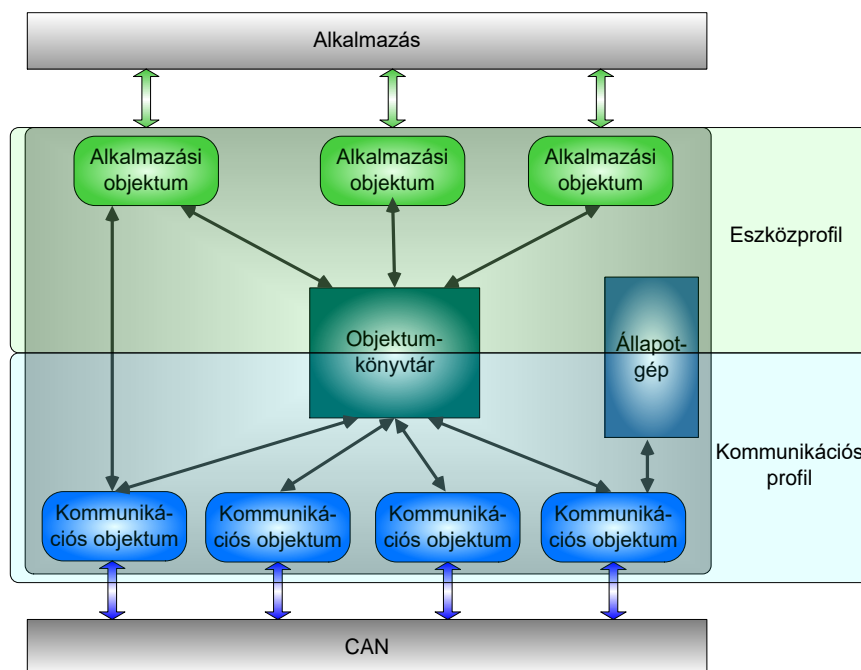 Alkalmazás
Alkalmazási
objektum
Alkalmazási
objektum
Alkalmazási
objektum
Eszközprofil
Objektum-
könyvtár
Állapot-
gép
Kommunikációs
profil
Kommuniká-
ciós objektum
Kommuniká-
ciós objektum
Kommuniká-
ciós objektum
Kommuniká-
ciós objektum
CAN